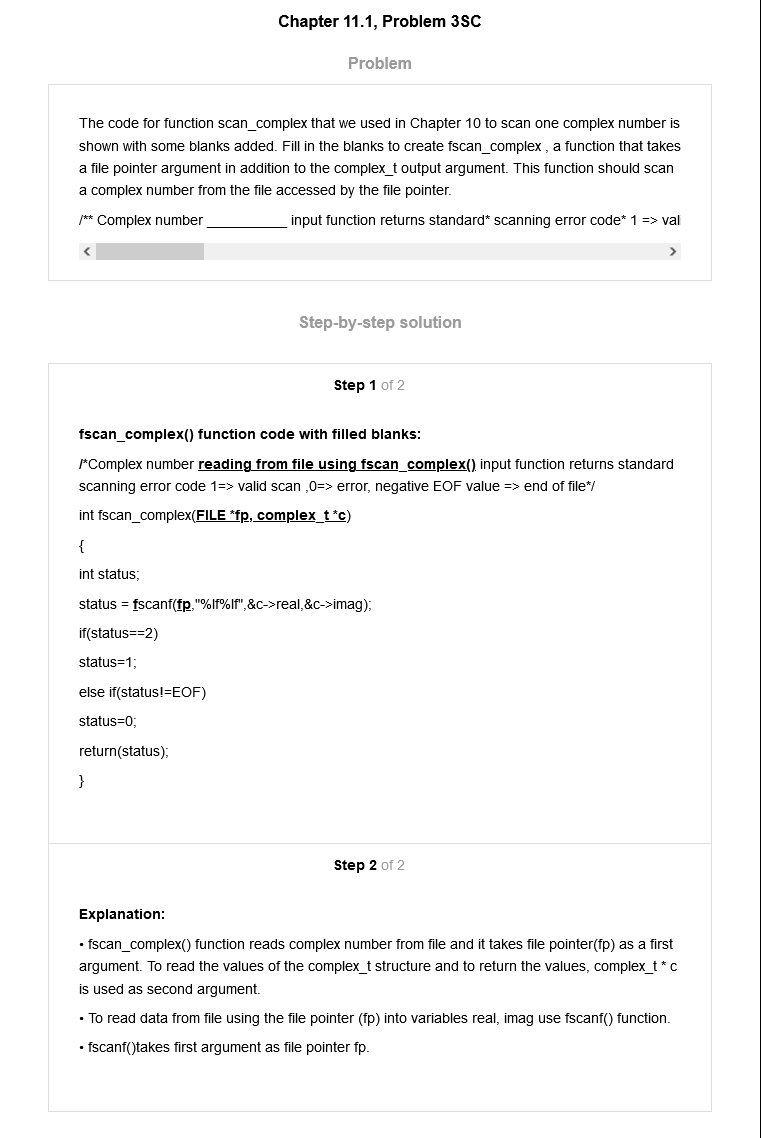 Chapter 11.1, Problem 3SC
Problem
The code for function scan_complex that we used in Chapter 10 to scan one complex number is
shown with some blanks added. Fill in the blanks to create fscan_complex , a function that takes
a file pointer argument in addition to the complex_t output argument. This function should scan
a complex number from the file accessed by the file pointer.
/** Complex number __________ input function returns standard* scanning error code* 1 => val
Step-by-step solution
Step 1 of 2
fscan_complex() function code with filled blanks:
/*Complex number reading from file using fscan_complex() input function returns standard
scanning error code 1=> valid scan ,0=> error, negative EOF value => end of file*/
int fscan_complex(FILE *fp, complex_t *c)
{
int status;
status = fscanf(fp,"%lf%lf",&c->real,&c->imag);
if(status==2)
status=1;
else if(status!=EOF)
status=0;
return(status);
}
Step 2 of 2
Explanation:
• fscan_complex() function reads complex number from file and it takes file pointer(fp) as a first
argument. To read the values of the complex_t structure and to return the values, complex_t * c
is used as second argument.
• To read data from file using the file pointer (fp) into variables real, imag use fscanf() function.
• fscanf()takes first argument as file pointer fp.